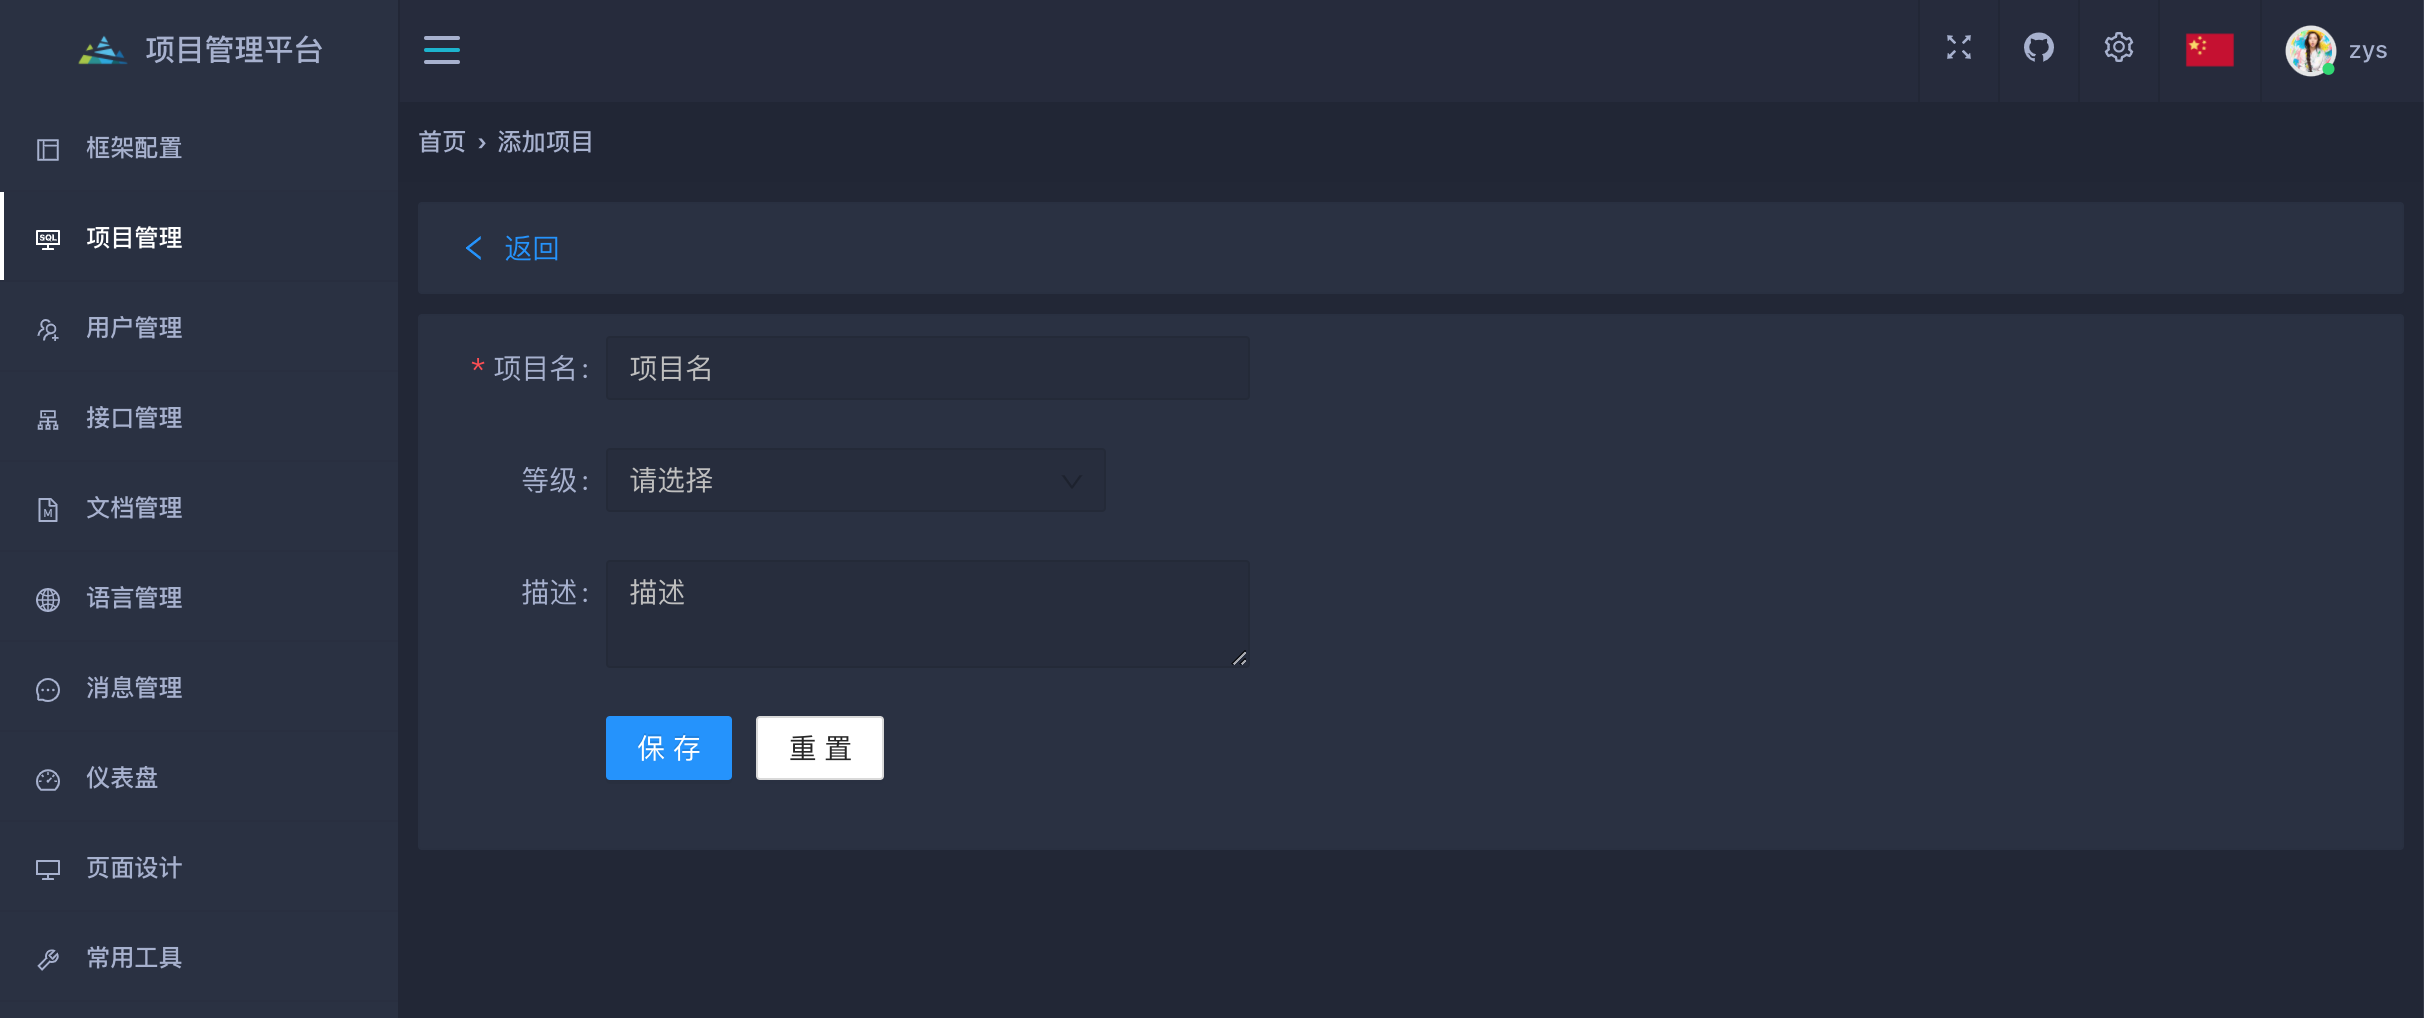 项目管理平台
zys
首页 › 添加项目
框架配置
项目管理
用户管理
接口管理
文档管理
语言管理
消息管理
仪表盘
页面设计
常用工具
返回
* 项目名: 项目名
等级: 请选择
描述: 描述
保 存 重 置
SQL
M